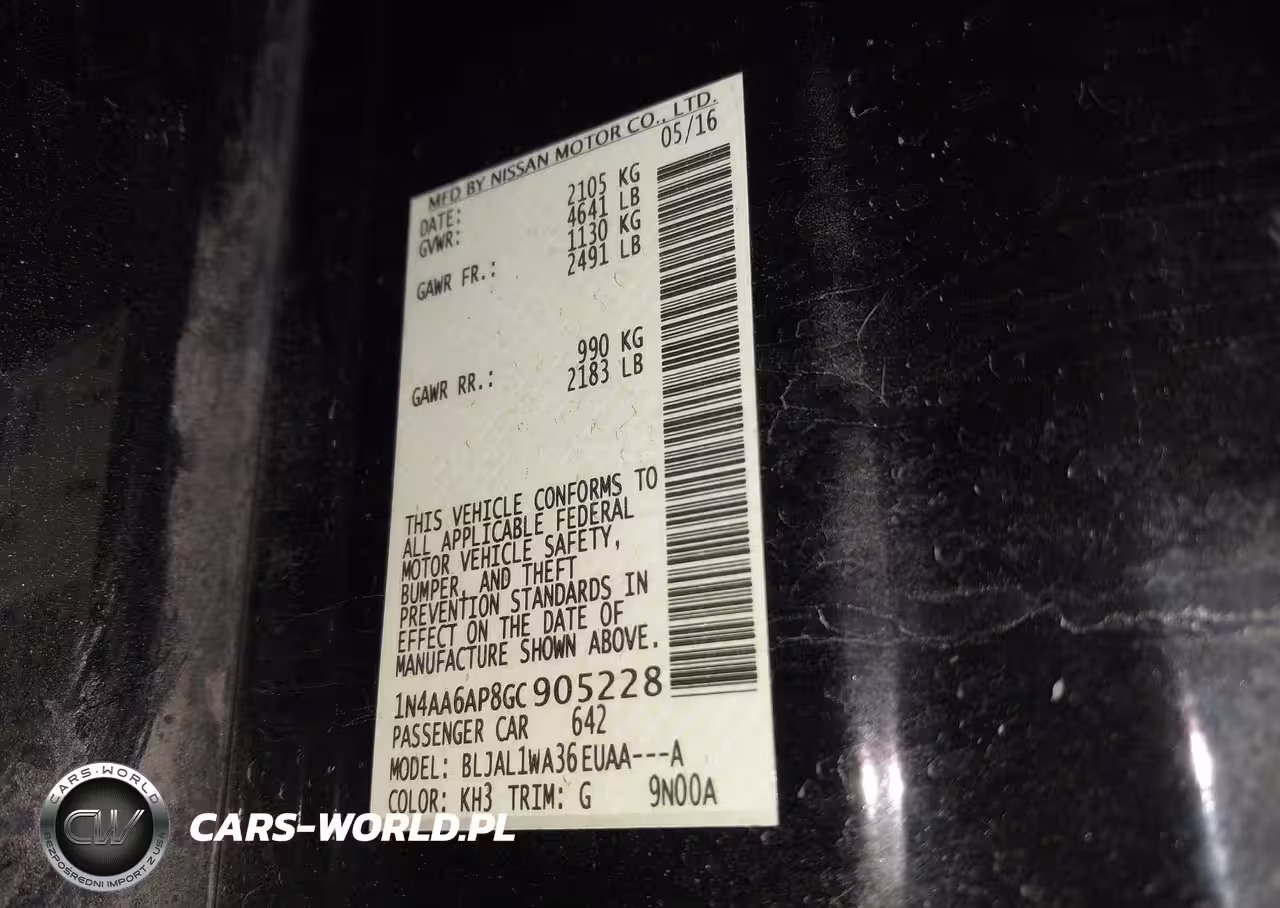 MFD BY NISSAN MOTOR CO., LTD.
DATE: 05/16
GVWR: 2105 KG
4641 LB
GAWR FR.: 1130 KG
2491 LB
GAWR RR.: 990 KG
2183 LB
THIS VEHICLE CONFORMS TO
ALL APPLICABLE FEDERAL
MOTOR VEHICLE SAFETY,
BUMPER, AND THEFT
PREVENTION STANDARDS IN
EFFECT ON THE DATE OF
MANUFACTURE SHOWN ABOVE.
1N4AA6AP8GC905228
PASSENGER CAR 642
MODEL: BLJAL1WA36EUAA---A
COLOR: KH3 TRIM: G 9N00A
CARS-WORLD
CW
BEZPOŚREDNI IMPORT Z USA
CARS-WORLD.PL